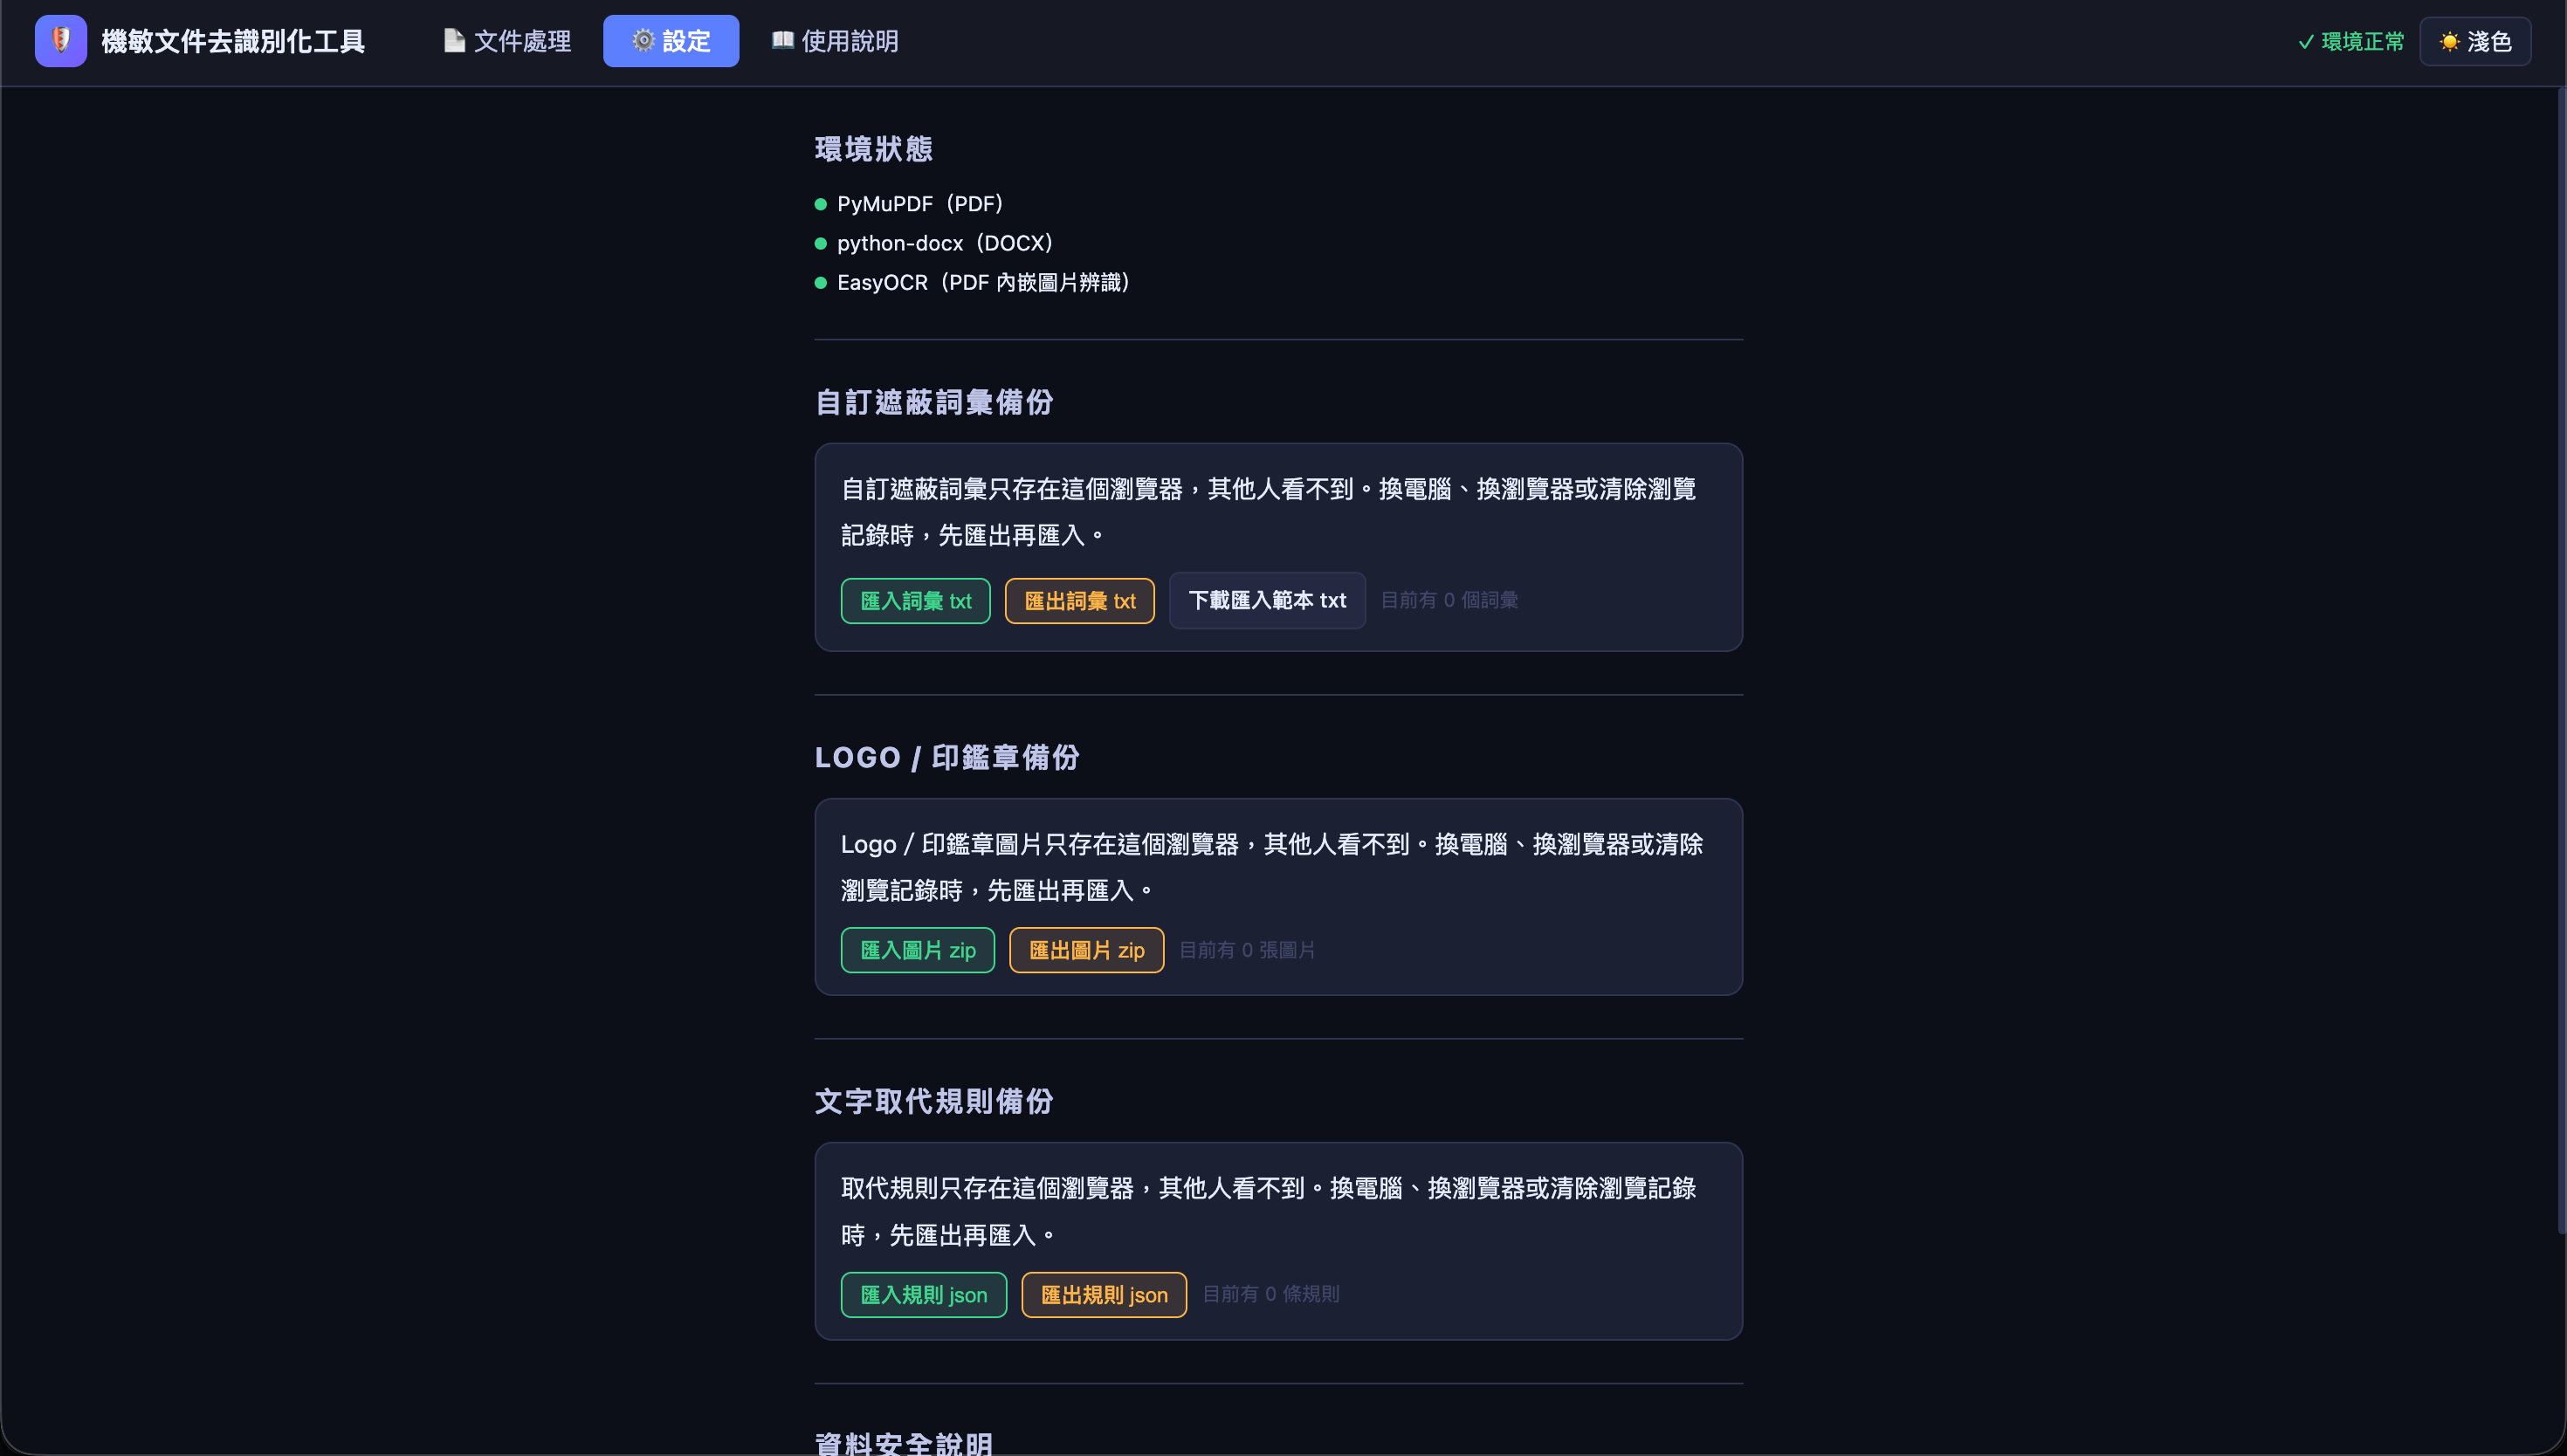 機敏文件去識別化工具
文件處理
設定
使用說明
✓ 環境正常
淺色
環境狀態
PyMuPDF（PDF）
python-docx（DOCX）
EasyOCR（PDF 內嵌圖片辨識）
自訂遮蔽詞彙備份
自訂遮蔽詞彙只存在這個瀏覽器，其他人看不到。換電腦、換瀏覽器或清除瀏覽
記錄時，先匯出再匯入。
匯入詞彙 txt
匯出詞彙 txt
下載匯入範本 txt
目前有 0 個詞彙
LOGO / 印鑑章備份
Logo / 印鑑章圖片只存在這個瀏覽器，其他人看不到。換電腦、換瀏覽器或清除
瀏覽記錄時，先匯出再匯入。
匯入圖片 zip
匯出圖片 zip
目前有 0 張圖片
文字取代規則備份
取代規則只存在這個瀏覽器，其他人看不到。換電腦、換瀏覽器或清除瀏覽記錄
時，先匯出再匯入。
匯入規則 json
匯出規則 json
目前有 0 條規則
資料安全說明